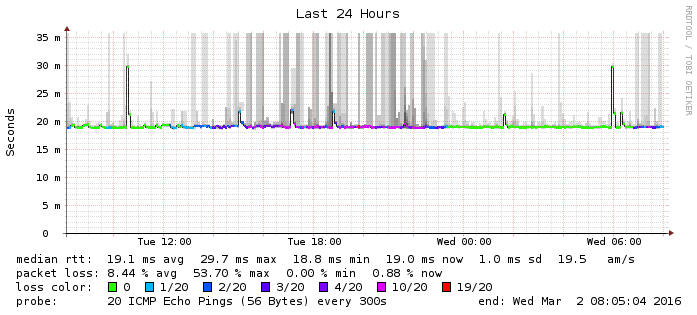 Last 24 Hours
RRDTOOL / TOBI OETIKER
Seconds
35 m
30 m
25 m
20 m
15 m
10 m
5 m
0
Tue 12:00 Tue 18:00 Wed 00:00 Wed 06:00
median rtt: 19.1 ms avg 29.7 ms max 18.8 ms min 19.0 ms now 1.0 ms sd 19.5 am/s
packet loss: 8.44 % avg 53.70 % max 0.00 % min 0.88 % now
loss color: 0 1/20 2/20 3/20 4/20 10/20 19/20
probe: 20 ICMP Echo Pings (56 Bytes) every 300s end: Wed Mar 2 08:05:04 2016